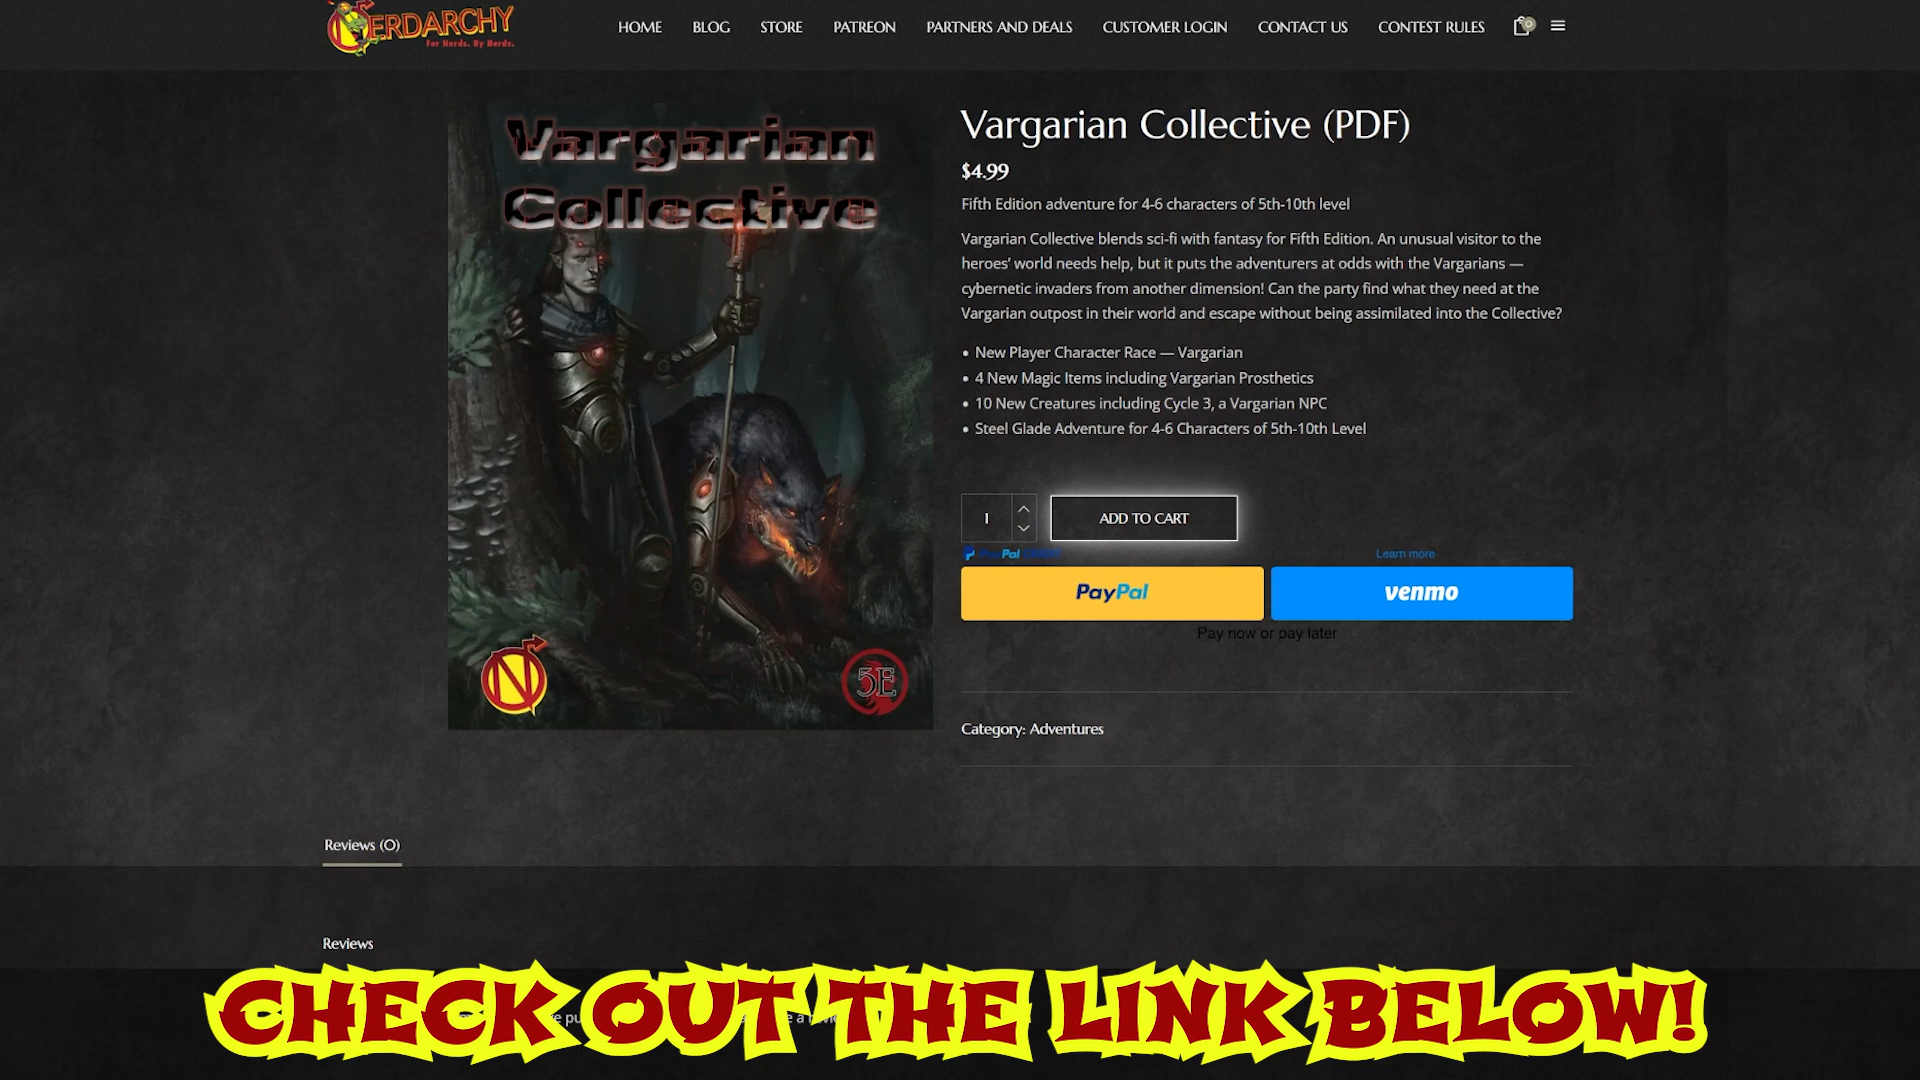 NERDARCHY
For Nerds. By Nerds.
HOME BLOG STORE PATREON PARTNERS AND DEALS CUSTOMER LOGIN CONTACT US CONTEST RULES 0
Vargarian
Collective
N
5E
Vargarian Collective (PDF)
$4.99
Fifth Edition adventure for 4-6 characters of 5th-10th level
Vargarian Collective blends sci-fi with fantasy for Fifth Edition. An unusual visitor to the
heroes’ world needs help, but it puts the adventurers at odds with the Vargarians —
cybernetic invaders from another dimension! Can the party find what they need at the
Vargarian outpost in their world and escape without being assimilated into the Collective?
• New Player Character Race — Vargarian
• 4 New Magic Items including Vargarian Prosthetics
• 10 New Creatures including Cycle 3, a Vargarian NPC
• Steel Glade Adventure for 4-6 Characters of 5th-10th Level
1
ADD TO CART
PayPal Learn more
PayPal venmo
Pay now or pay later
Category: Adventures
Reviews (0)
Reviews
CHECK OUT THE LINK BELOW!